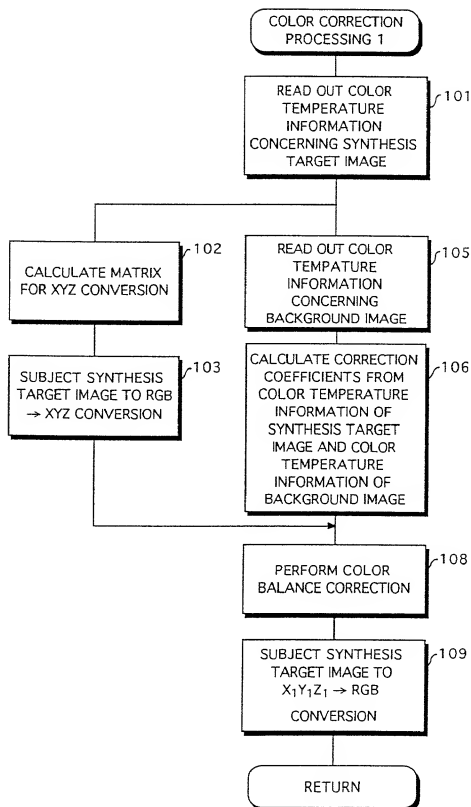 COLOR CORRECTION
PROCESSING 1
READ OUT COLOR
TEMPERATURE
INFORMATION
CONCERNING SYNTHESIS
TARGET IMAGE
101
CALCULATE MATRIX
FOR XYZ CONVERSION
102
SUBJECT SYNTHESIS
TARGET IMAGE TO RGB
→ XYZ CONVERSION
103
READ OUT COLOR
TEMPATURE
INFORMATION
CONCERNING
BACKGROUND IMAGE
105
CALCULATE CORRECTION
COEFFICIENTS FROM
COLOR TEMPERATURE
INFORMATION OF
SYNTHESIS TARGET
IMAGE AND COLOR
TEMPERATURE
INFORMATION OF
BACKGROUND IMAGE
106
PERFORM COLOR
BALANCE CORRECTION
108
SUBJECT SYNTHESIS
TARGET IMAGE TO
X₁Y₁Z₁ → RGB
CONVERSION
109
RETURN